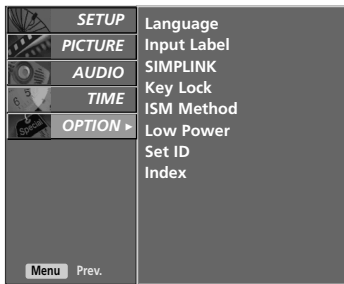 SETUP
PICTURE
AUDIO
TIME
OPTION ▸
Special
Language
Input Label
SIMPLINK
Key Lock
ISM Method
Low Power
Set ID
Index
Menu Prev.